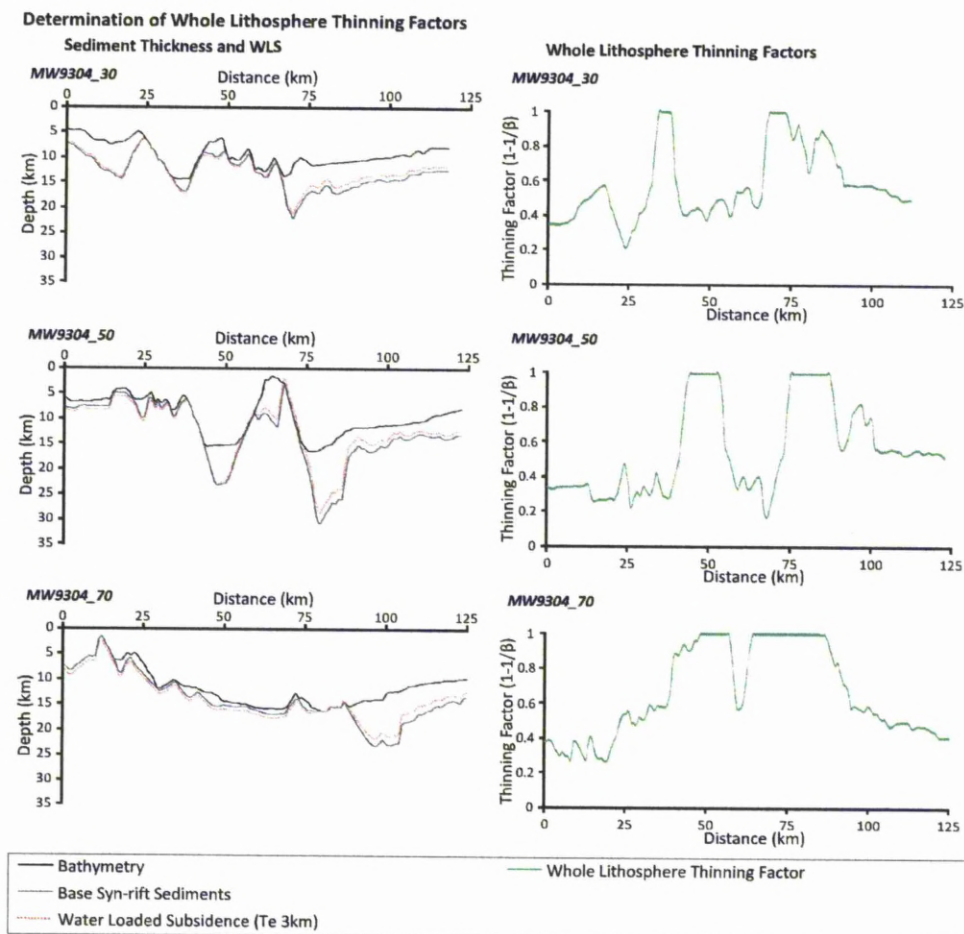 Determination of Whole Lithosphere Thinning Factors
Sediment Thickness and WLS
Whole Lithosphere Thinning Factors
MW9304_30
Distance (km)
0 25 50 75 100 125
0
5
10
15
20
25
30
35
Depth (km)
MW9304_30
1
0.8
0.6
0.4
0.2
0
Thinning Factor (1-1/β)
0 25 50 75 100 125
Distance (km)
MW9304_50
Distance (km)
0 25 50 75 100 125
0
5
10
15
20
25
30
35
Depth (km)
MW9304_50
1
0.8
0.6
0.4
0.2
0
Thinning Factor (1-1/β)
0 25 50 75 100 125
Distance (km)
MW9304_70
Distance (km)
0 25 50 75 100 125
0
5
10
15
20
25
30
35
Depth (km)
MW9304_70
1
0.8
0.6
0.4
0.2
0
Thinning Factor (1-1/β)
0 25 50 75 100 125
Distance (km)
Bathymetry
Base Syn-rift Sediments
Water Loaded Subsidence (Te 3km)
Whole Lithosphere Thinning Factor